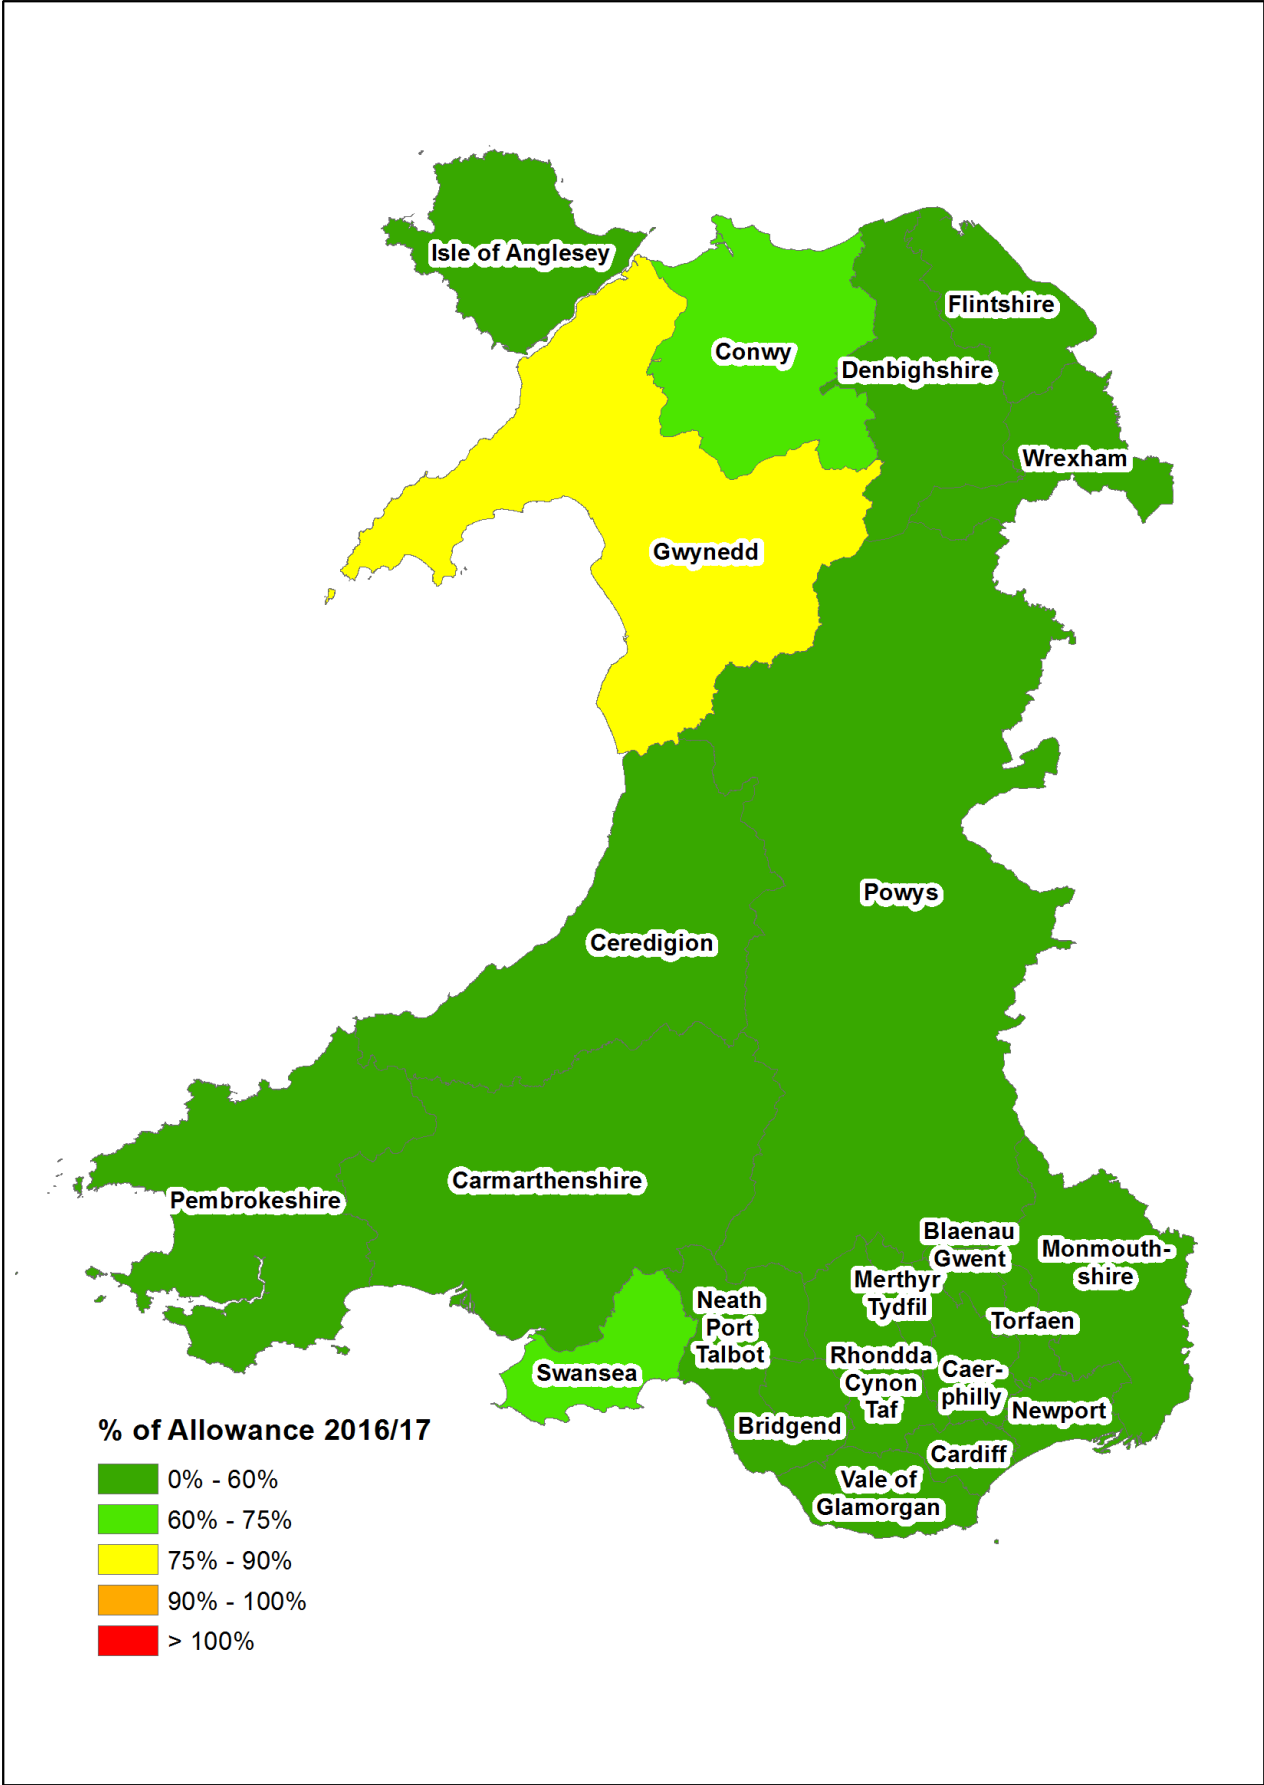 Isle of Anglesey
Flintshire
Conwy
Denbighshire
Wrexham
Gwynedd
Powys
Ceredigion
Carmarthenshire
Pembrokeshire
Blaenau
Gwent
Monmouth-
shire
Merthyr
Tydfil
Neath
Port
Talbot
Torfaen
Swansea
Rhondda
Cynon
Taf
Caer-
philly
Newport
Bridgend
Cardiff
Vale of
Glamorgan
% of Allowance 2016/17
0% - 60%
60% - 75%
75% - 90%
90% - 100%
> 100%